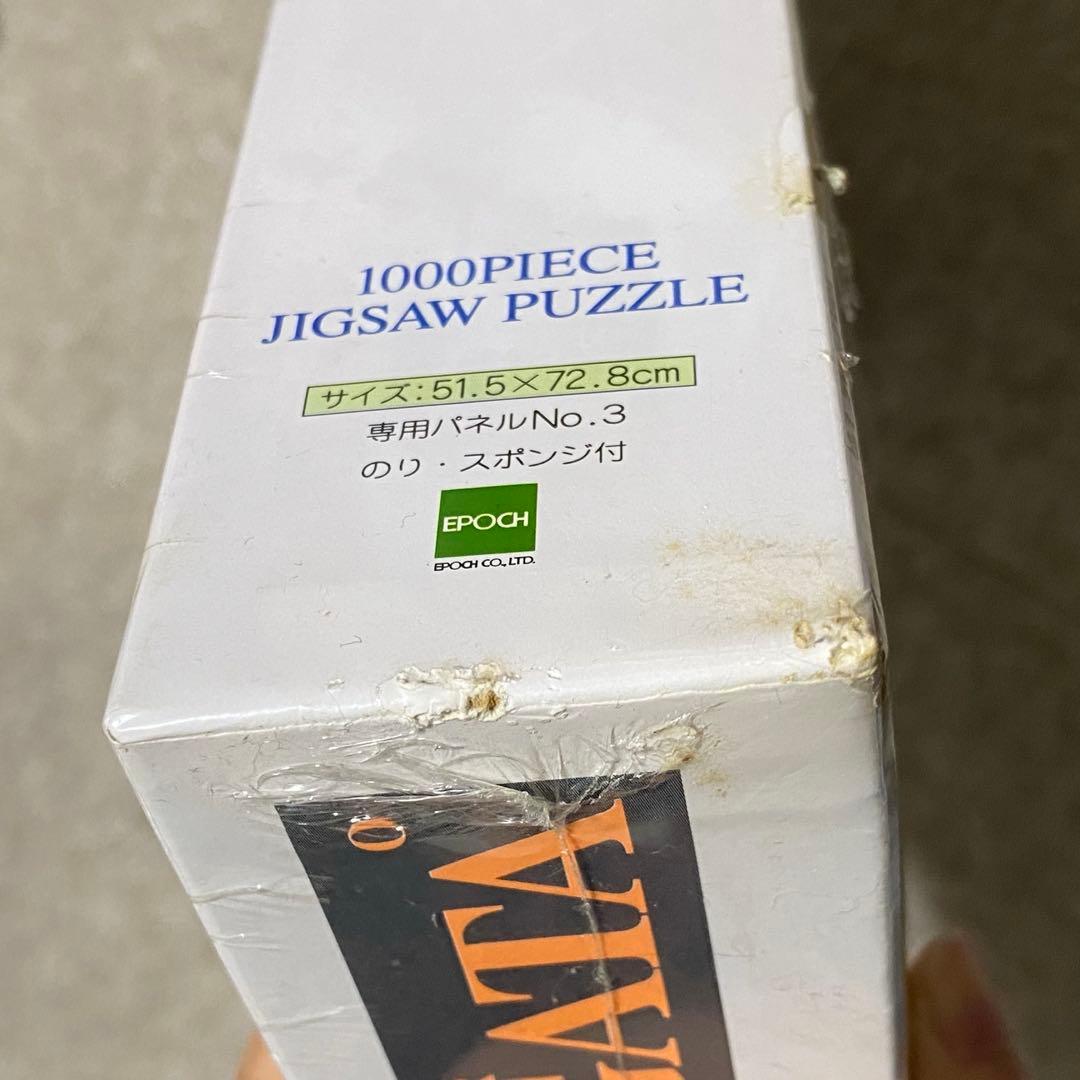 1000PIECE
JIGSAW PUZZLE
サイズ:51.5×72.8cm
専用パネルNo.3
のり・スポンジ付
EPOCH
EPOCH CO., LTD.